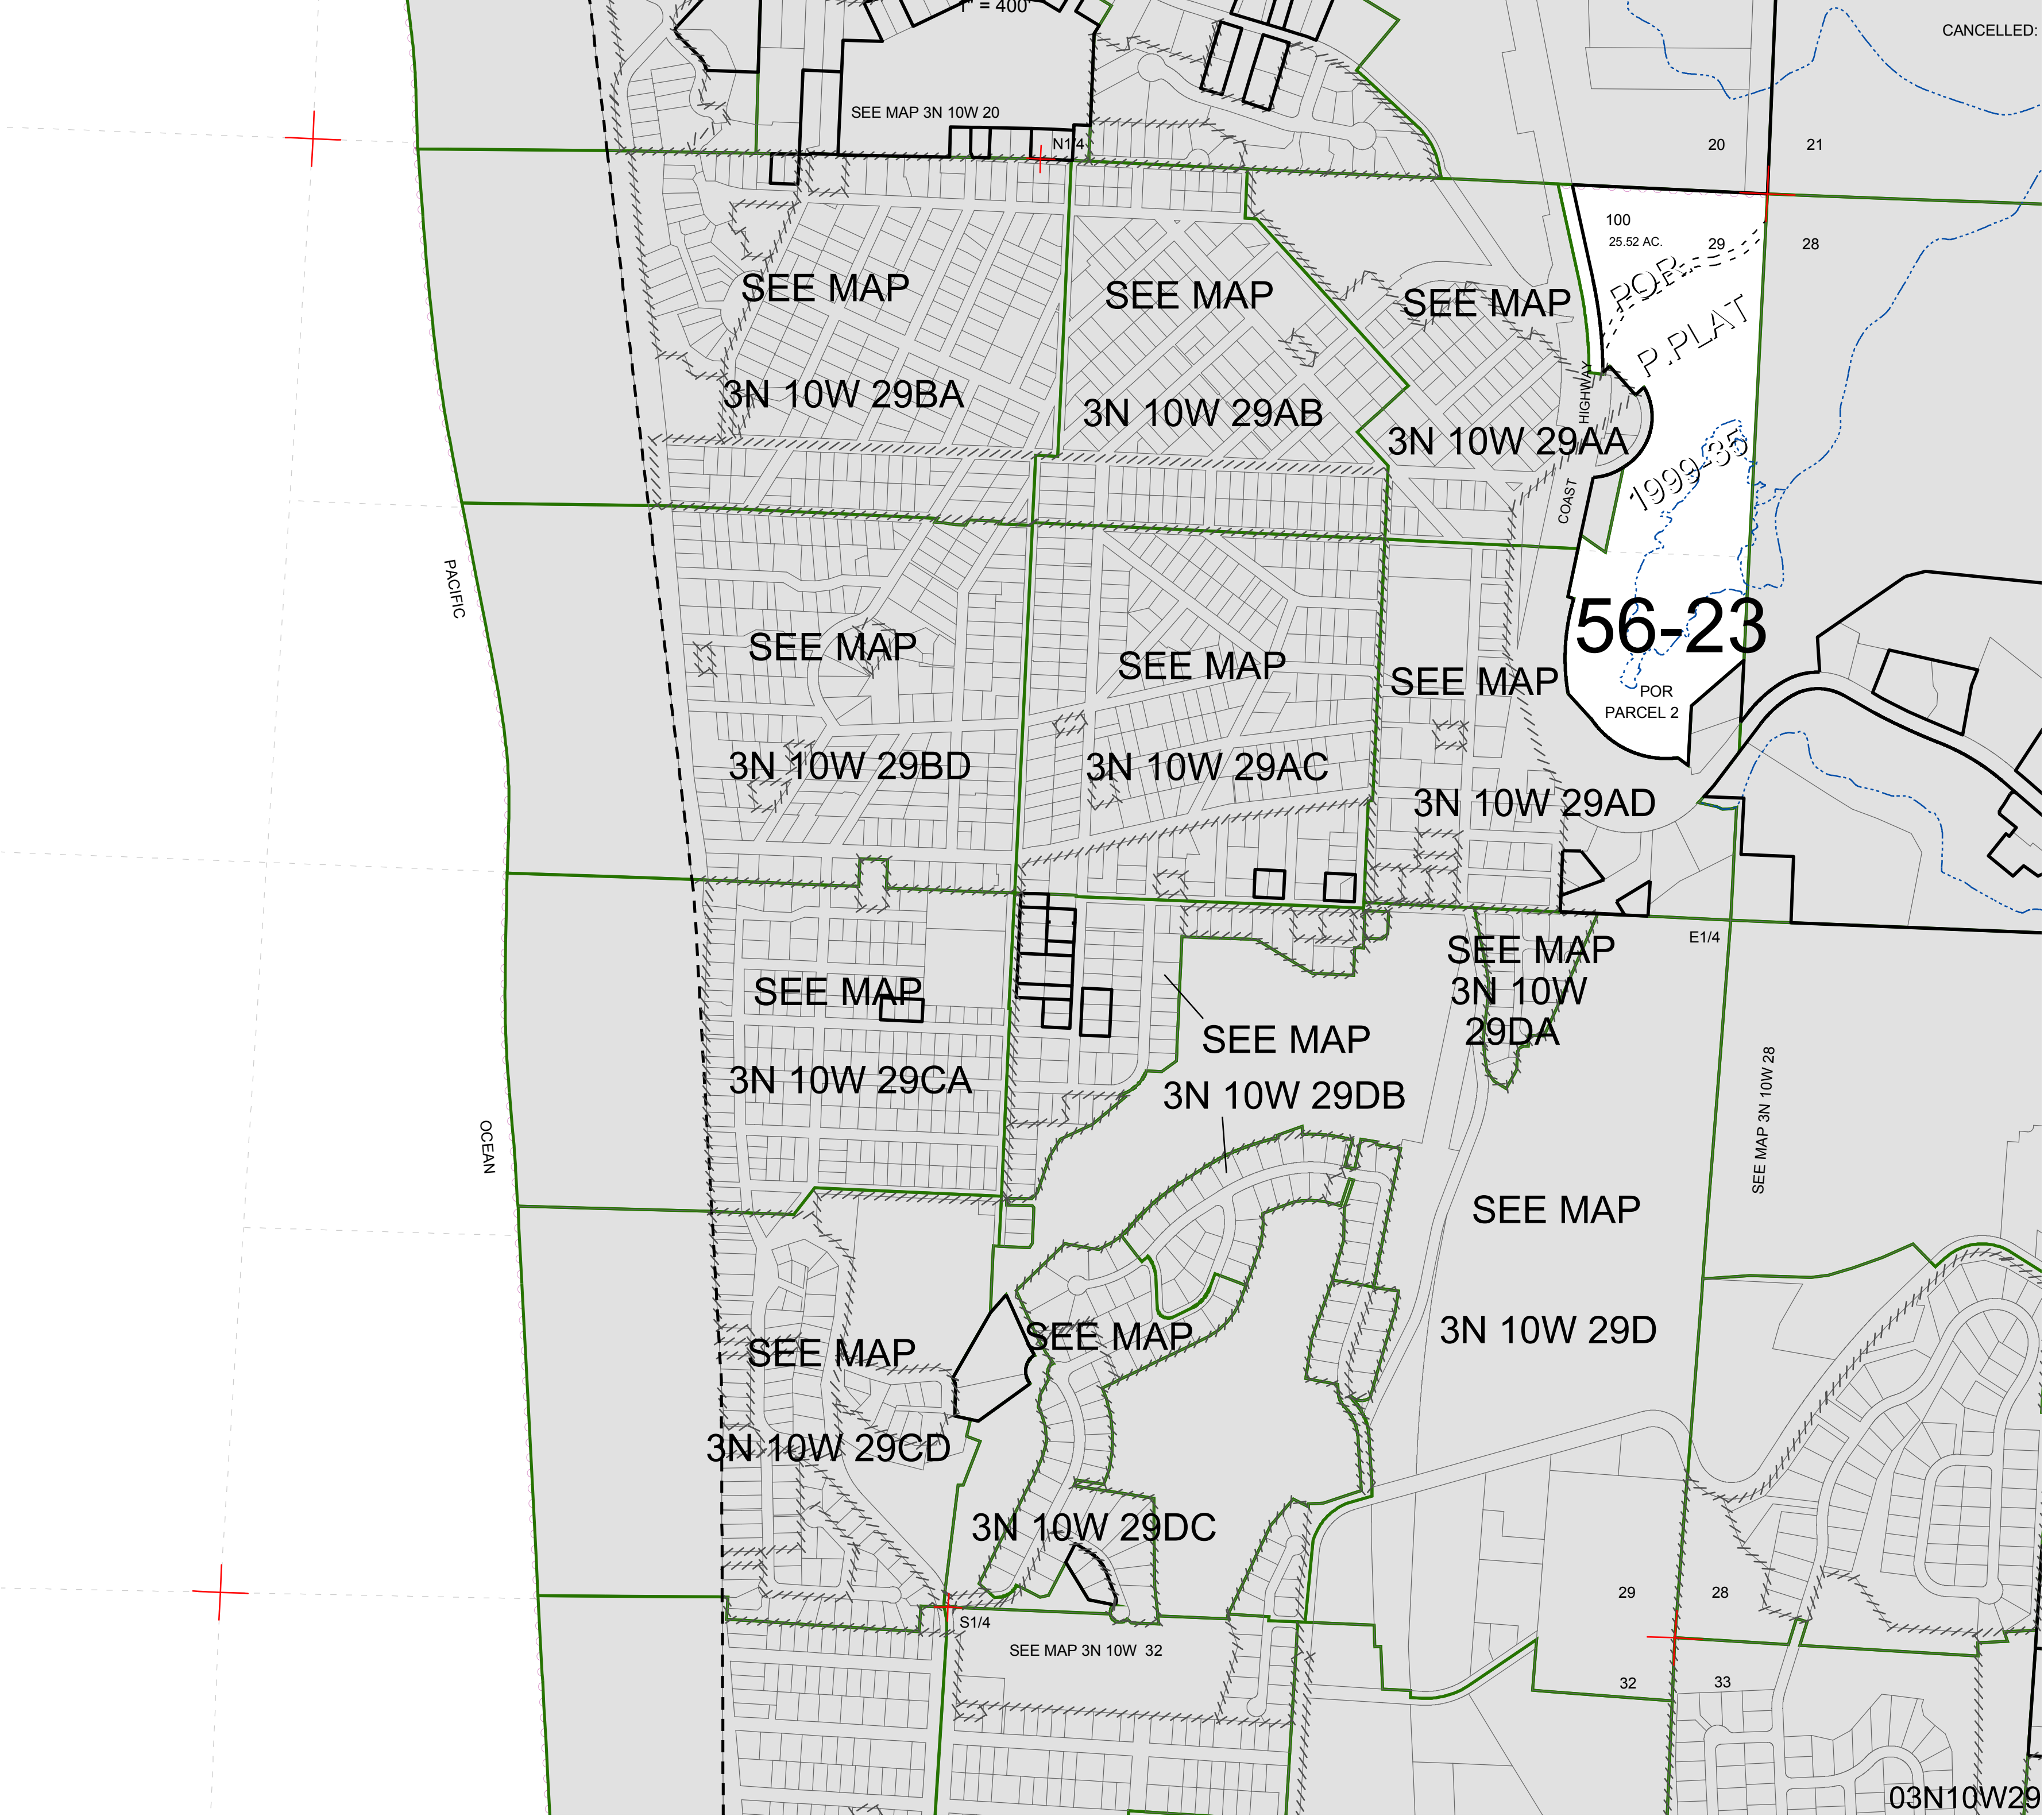 1" = 400'
CANCELLED:
SEE MAP 3N 10W 20
N1/4
20
21
100
25.52 AC.
29
28
POR.
P.PLAT
1999-35
SEE MAP
3N 10W 29BA
SEE MAP
3N 10W 29AB
SEE MAP
3N 10W 29AA
COAST HIGHWAY
PACIFIC
56-23
POR
PARCEL 2
SEE MAP
3N 10W 29BD
SEE MAP
3N 10W 29AC
SEE MAP
3N 10W 29AD
E1/4
SEE MAP
3N 10W
29DA
SEE MAP
3N 10W 29CA
SEE MAP
3N 10W 29DB
SEE MAP 3N 10W 28
OCEAN
SEE MAP
3N 10W 29D
SEE MAP
3N 10W 29CD
SEE MAP
3N 10W 29DC
29
28
S1/4
SEE MAP 3N 10W 32
32
33
03N10W29